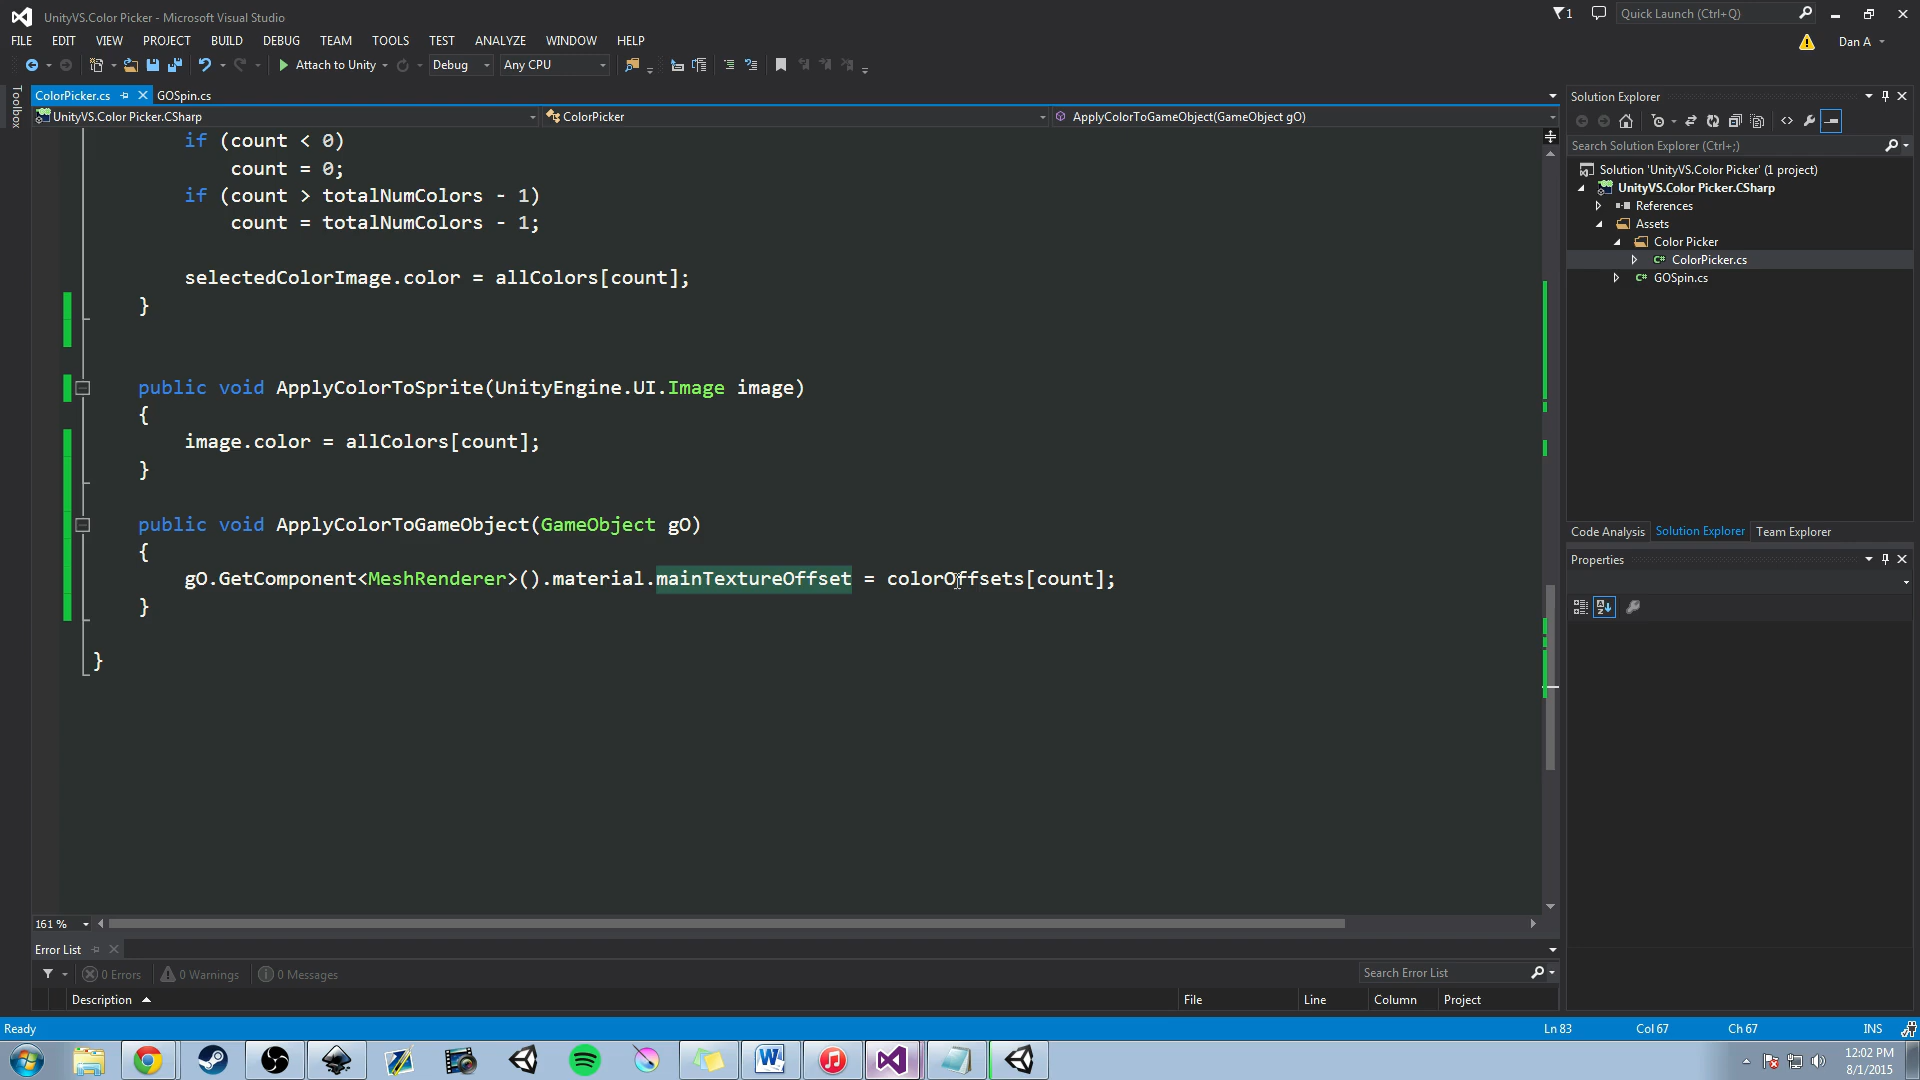 UnityVS.Color Picker - Microsoft Visual Studio
1
Quick Launch (Ctrl+Q)
FILE EDIT VIEW PROJECT BUILD DEBUG TEAM TOOLS TEST ANALYZE WINDOW HELP
Dan A
Attach to Unity Debug Any CPU
Toolbox
ColorPicker.cs GOSpin.cs
UnityVS.Color Picker.CSharp ColorPicker ApplyColorToGameObject(GameObject gO)
if (count < 0)
count = 0;
if (count > totalNumColors - 1)
count = totalNumColors - 1;
selectedColorImage.color = allColors[count];
}
public void ApplyColorToSprite(UnityEngine.UI.Image image)
{
image.color = allColors[count];
}
public void ApplyColorToGameObject(GameObject gO)
{
gO.GetComponent<MeshRenderer>().material.mainTextureOffset = colorOffsets[count];
}
}
161 %
Solution Explorer
Search Solution Explorer (Ctrl+;)
Solution 'UnityVS.Color Picker' (1 project)
UnityVS.Color Picker.CSharp
References
Assets
Color Picker
C# ColorPicker.cs
C# GOSpin.cs
Code Analysis Solution Explorer Team Explorer
Properties
Error List
0 Errors 0 Warnings 0 Messages
Search Error List
Description File Line Column Project
Ready Ln 83 Col 67 Ch 67 INS
12:02 PM
8/1/2015